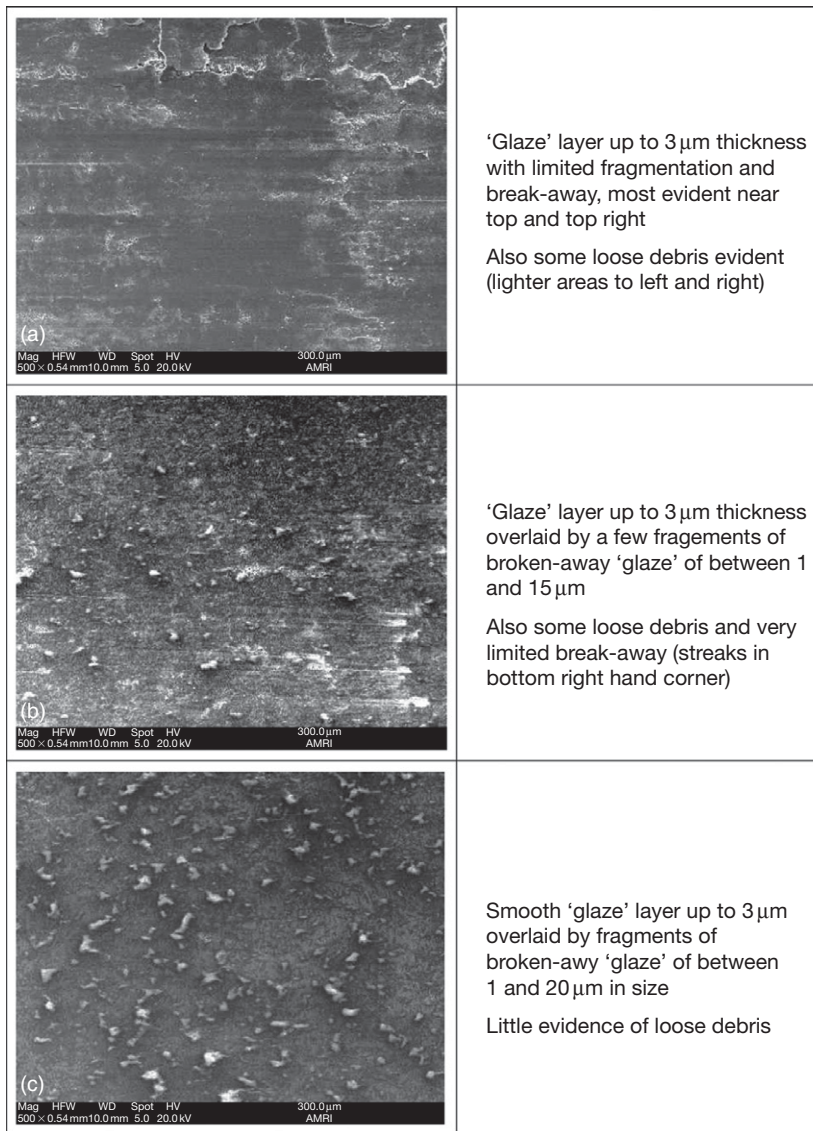 (a)
Mag HFW WD Spot HV 300.0 µm
500 × 0.54 mm10.0 mm 5.0 20.0 kV AMRI
‘Glaze’ layer up to 3 µm thickness
with limited fragmentation and
break-away, most evident near
top and top right
Also some loose debris evident
(lighter areas to left and right)
(b)
Mag HFW WD Spot HV 300.0 µm
500 × 0.54 mm10.0 mm 5.0 20.0 kV AMRI
‘Glaze’ layer up to 3 µm thickness
overlaid by a few fragements of
broken-away ‘glaze’ of between 1
and 15 µm
Also some loose debris and very
limited break-away (streaks in
bottom right hand corner)
(c)
Mag HFW WD Spot HV 300.0 µm
500 × 0.54 mm10.0 mm 5.0 20.0 kV AMRI
Smooth ‘glaze’ layer up to 3 µm
overlaid by fragments of
broken-awy ‘glaze’ of between
1 and 20 µm in size
Little evidence of loose debris